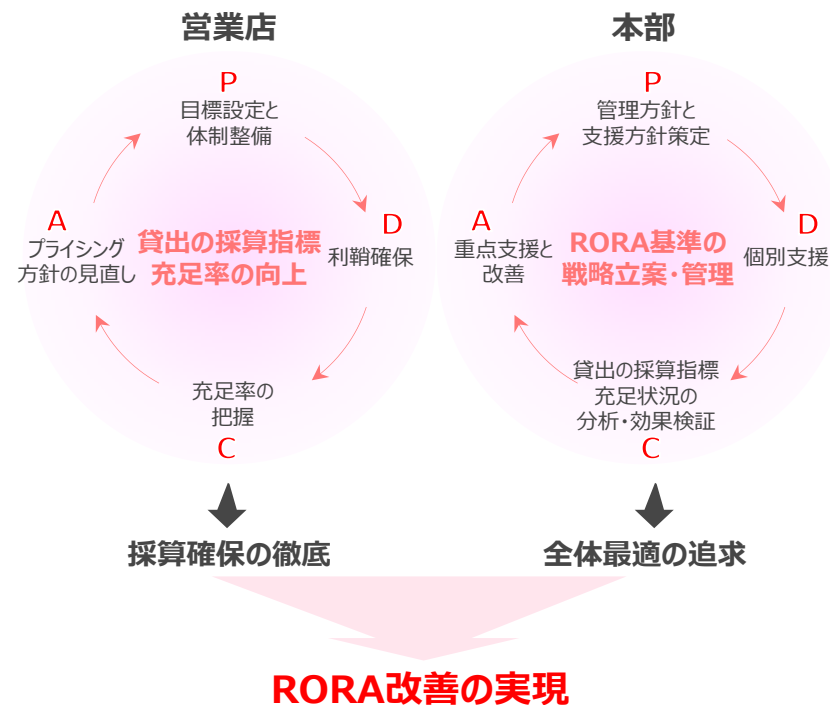 営業店
P
目標設定と
体制整備
D
利鞘確保
C
充足率の
把握
A
プライシング
方針の見直し
貸出の採算指標
充足率の向上
採算確保の徹底
本部
P
管理方針と
支援方針策定
D
個別支援
貸出の採算指標
充足状況の
分析・効果検証
C
A
重点支援と
改善
RORA基準の
戦略立案・管理
全体最適の追求
RORA改善の実現